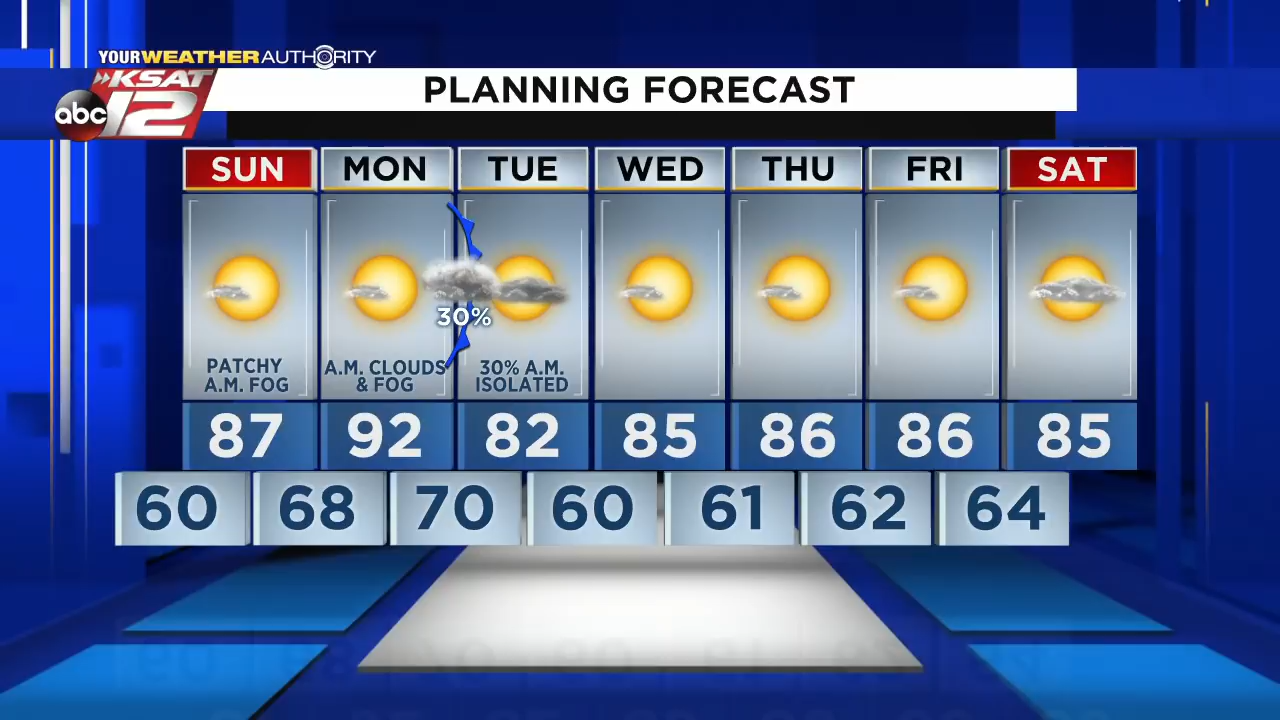 YOURWEATHERAUTHORITY
KSAT
abc 12
PLANNING FORECAST
SUN MON TUE WED THU FRI SAT
30%
PATCHY
A.M. FOG
A.M. CLOUDS
& FOG
30% A.M.
ISOLATED
87 92 82 85 86 86 85
60 68 70 60 61 62 64